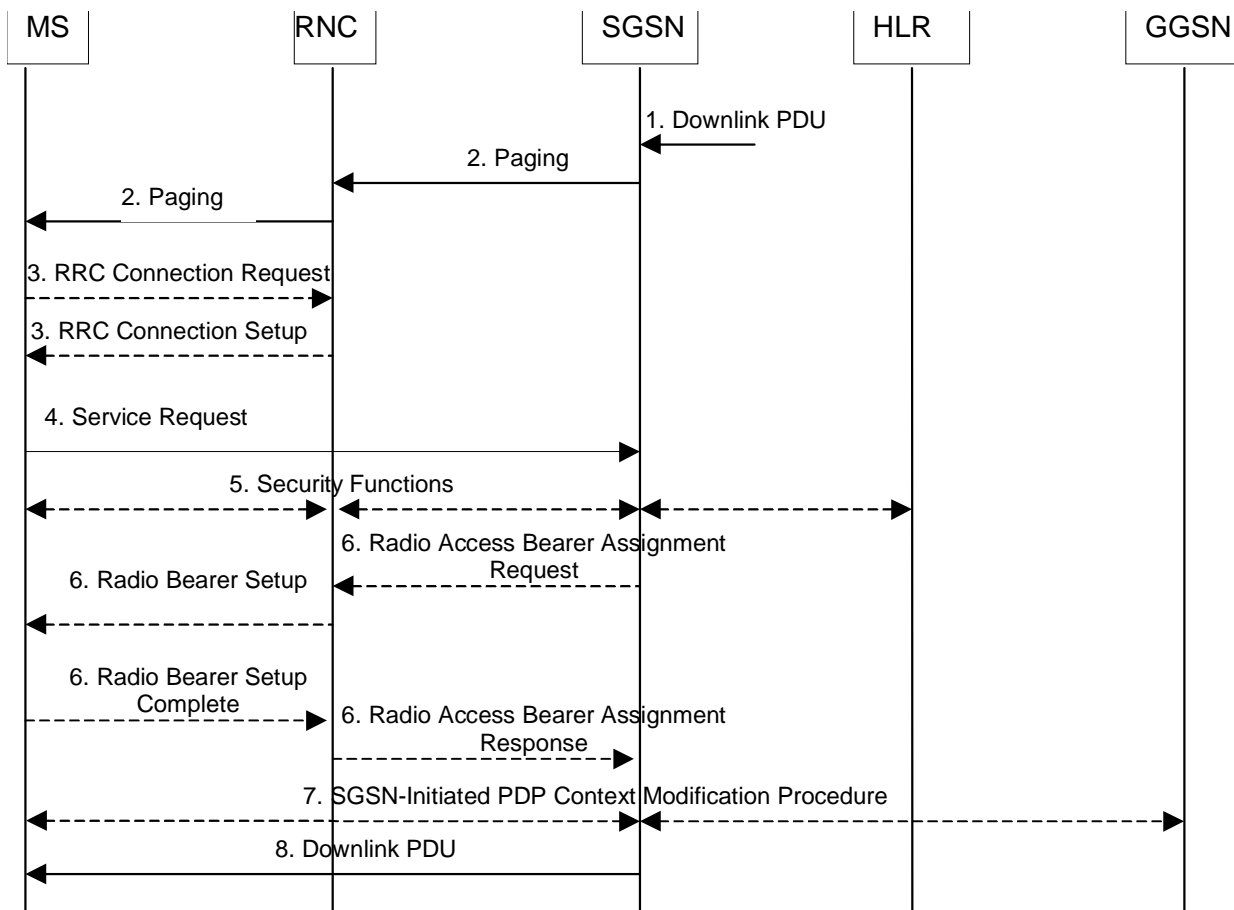 MS
RNC
SGSN
HLR
GGSN
1. Downlink PDU
2. Paging
2. Paging
3. RRC Connection Request
3. RRC Connection Setup
4. Service Request
5. Security Functions
6. Radio Access Bearer Assignment
Request
6. Radio Bearer Setup
6. Radio Bearer Setup
Complete
6. Radio Access Bearer Assignment
Response
7. SGSN-Initiated PDP Context Modification Procedure
8. Downlink PDU